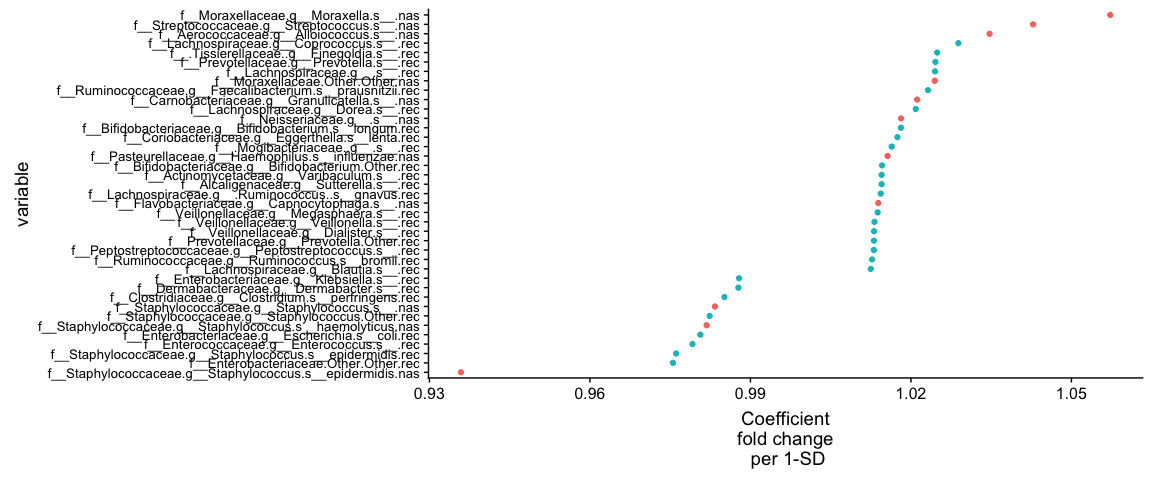 f__Moraxellaceae.g__Moraxella.s__.nas
f__Streptococcaceae.g__Streptococcus.s__.nas
f__Aerococcaceae.g__Alloiococcus.s__.nas
f__Lachnospiraceae.g__Coprococcus.s__.rec
f__.Tissierellaceae..g__Finegoldia.s__.rec
f__Prevotellaceae.g__Prevotella.s__.rec
f__Lachnospiraceae.g__.s__.rec
f__Moraxellaceae.Other.Other.nas
f__Ruminococcaceae.g__Faecalibacterium.s__prausnitzii.rec
f__Carnobacteriaceae.g__Granulicatella.s__.nas
f__Lachnospiraceae.g__Dorea.s__.rec
f__Neisseriaceae.g__.s__.nas
f__Bifidobacteriaceae.g__Bifidobacterium.s__longum.rec
f__Coriobacteriaceae.g__Eggerthella.s__lenta.rec
f__.Mogibacteriaceae..g__.s__.rec
f__Pasteurellaceae.g__Haemophilus.s__influenzae.nas
f__Bifidobacteriaceae.g__Bifidobacterium.Other.rec
f__Actinomycetaceae.g__Varibaculum.s__.rec
f__Alcaligenaceae.g__Sutterella.s__.rec
f__Lachnospiraceae.g__.Ruminococcus..s__gnavus.rec
f__Flavobacteriaceae.g__Capnocytophaga.s__.nas
f__Veillonellaceae.g__Megasphaera.s__.rec
f__Veillonellaceae.g__Veillonella.s__.rec
f__Veillonellaceae.g__Dialister.s__.rec
f__Prevotellaceae.g__Prevotella.Other.rec
f__Peptostreptococcaceae.g__Peptostreptococcus.s__.rec
f__Ruminococcaceae.g__Ruminococcus.s__bromii.rec
f__Lachnospiraceae.g__Blautia.s__.rec
f__Enterobacteriaceae.g__Klebsiella.s__.rec
f__Dermabacteraceae.g__Dermabacter.s__.rec
f__Clostridiaceae.g__Clostridium.s__perfringens.rec
f__Staphylococcaceae.g__Staphylococcus.s__.nas
f__Staphylococcaceae.g__Staphylococcus.Other.rec
f__Staphylococcaceae.g__Staphylococcus.s__haemolyticus.nas
f__Enterobacteriaceae.g__Escherichia.s__coli.rec
f__Enterococcaceae.g__Enterococcus.s__.rec
f__Staphylococcaceae.g__Staphylococcus.s__epidermidis.rec
f__Enterobacteriaceae.Other.Other.rec
f__Staphylococcaceae.g__Staphylococcus.s__epidermidis.nas
variable
0.93 0.96 0.99 1.02 1.05
Coefficient
fold change
per 1-SD